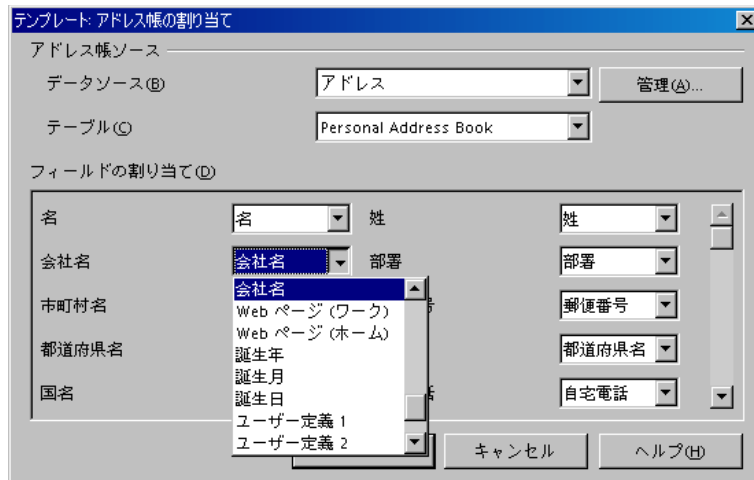 テンプレート: アドレス帳の割り当て
アドレス帳ソース
データソース(B) アドレス 管理(A)...
テーブル(C) Personal Address Book
フィールドの割り当て(D)
名 名 姓 姓
会社名 会社名 部署 部署
会社名
市町村名 号 郵便番号
Web ページ (ワーク)
Web ページ (ホーム)
都道府県名 誕生年 都道府県名
誕生月
国名 誕生日 自宅電話
ユーザー定義 1
ユーザー定義 2
キャンセル ヘルプ(H)